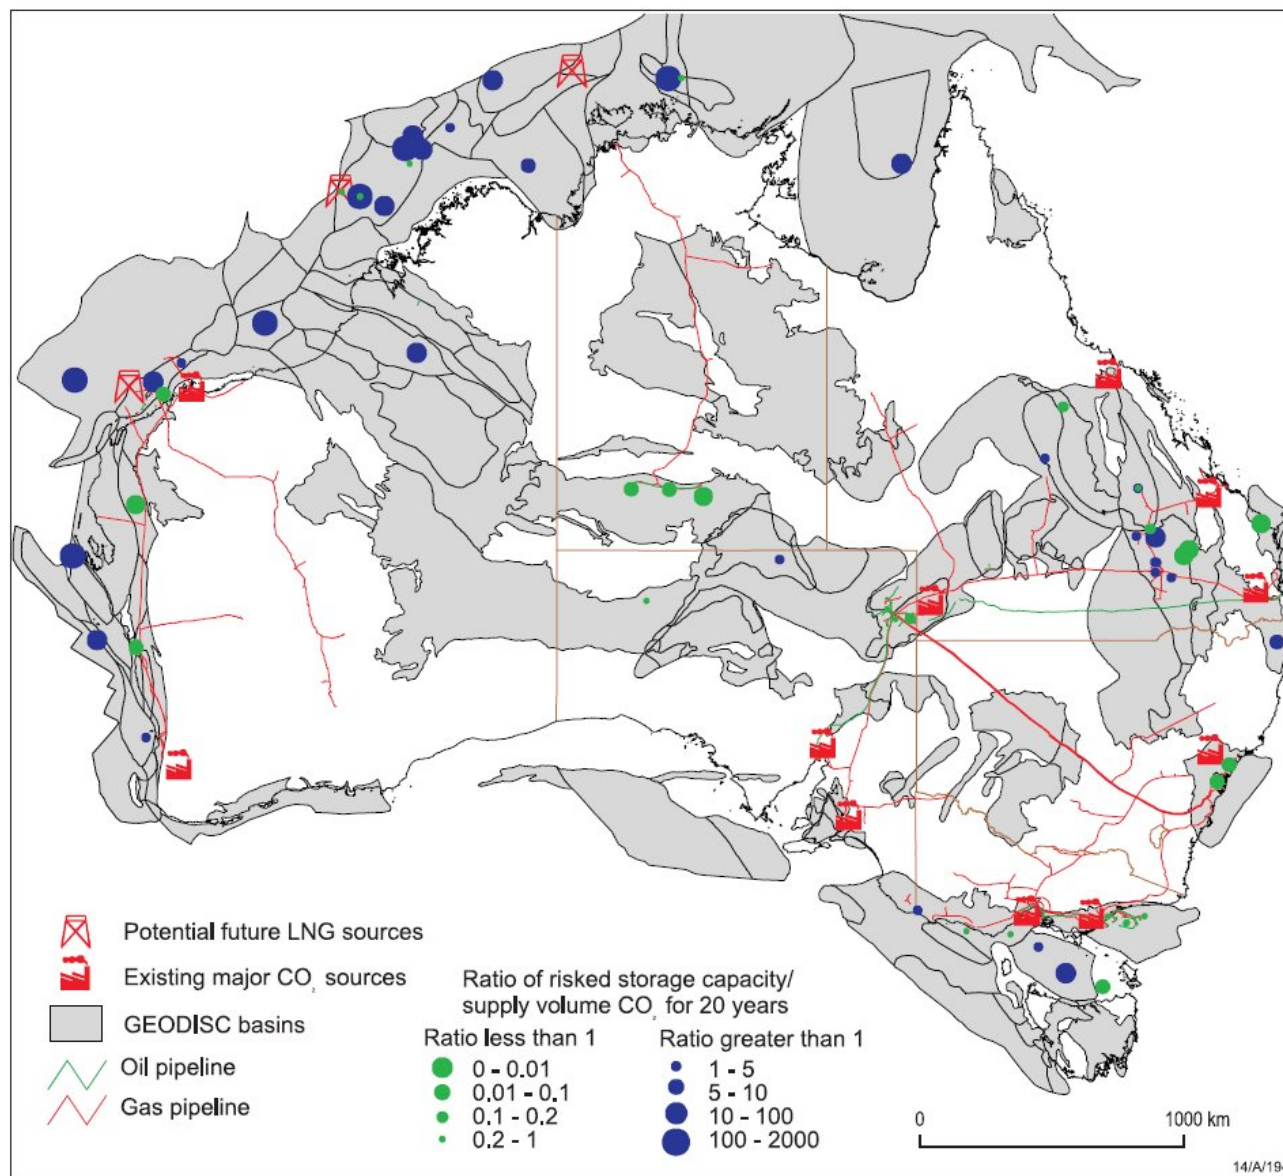 Potential future LNG sources
Existing major CO₂ sources
GEODISC basins
Oil pipeline
Gas pipeline
Ratio of risked storage capacity/
supply volume CO₂ for 20 years
Ratio less than 1
0 - 0.01
0.01 - 0.1
0.1 - 0.2
0.2 - 1
Ratio greater than 1
1 - 5
5 - 10
10 - 100
100 - 2000
0 1000 km
14/A/19